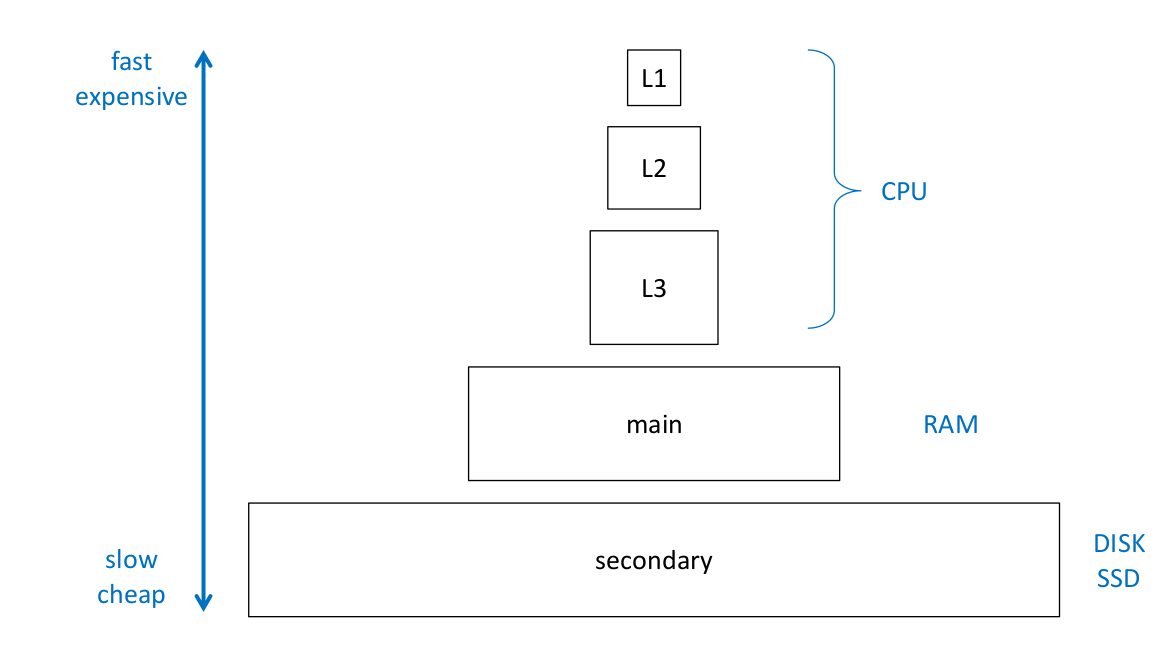 fast
expensive
L1
L2
CPU
L3
main
RAM
secondary
DISK
SSD
slow
cheap